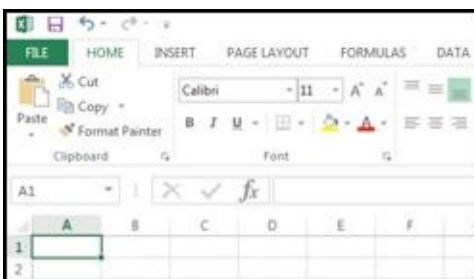 FILE HOME INSERT PAGE LAYOUT FORMULAS DATA
Cut
Calibri 11 A A
Copy
Paste
Format Painter
B I U A
Clipboard Font
A1 fx
A B C D E F
1
2